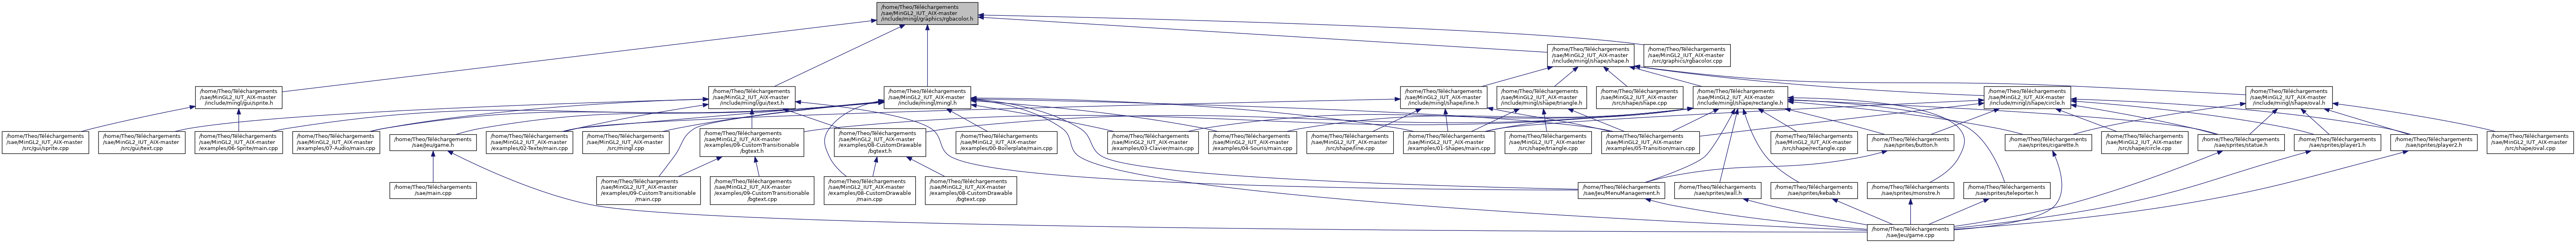 /home/Theo/Téléchargements
/sae/MinGL2_IUT_AIX-master
/include/mingl/graphics/rgbacolor.h
/home/Theo/Téléchargements
/sae/MinGL2_IUT_AIX-master
/include/mingl/shape/shape.h
/home/Theo/Téléchargements
/sae/MinGL2_IUT_AIX-master
/src/graphics/rgbacolor.cpp
/home/Theo/Téléchargements
/sae/MinGL2_IUT_AIX-master
/include/mingl/gui/sprite.h
/home/Theo/Téléchargements
/sae/MinGL2_IUT_AIX-master
/include/mingl/gui/text.h
/home/Theo/Téléchargements
/sae/MinGL2_IUT_AIX-master
/include/mingl/mingl.h
/home/Theo/Téléchargements
/sae/MinGL2_IUT_AIX-master
/include/mingl/shape/line.h
/home/Theo/Téléchargements
/sae/MinGL2_IUT_AIX-master
/include/mingl/shape/triangle.h
/home/Theo/Téléchargements
/sae/MinGL2_IUT_AIX-master
/src/shape/shape.cpp
/home/Theo/Téléchargements
/sae/MinGL2_IUT_AIX-master
/include/mingl/shape/rectangle.h
/home/Theo/Téléchargements
/sae/MinGL2_IUT_AIX-master
/include/mingl/shape/circle.h
/home/Theo/Téléchargements
/sae/MinGL2_IUT_AIX-master
/include/mingl/shape/oval.h
/home/Theo/Téléchargements
/sae/MinGL2_IUT_AIX-master
/src/gui/sprite.cpp
/home/Theo/Téléchargements
/sae/MinGL2_IUT_AIX-master
/src/gui/text.cpp
/home/Theo/Téléchargements
/sae/MinGL2_IUT_AIX-master
/examples/06-Sprite/main.cpp
/home/Theo/Téléchargements
/sae/MinGL2_IUT_AIX-master
/examples/07-Audio/main.cpp
/home/Theo/Téléchargements
/sae/Jeu/game.h
/home/Theo/Téléchargements
/sae/MinGL2_IUT_AIX-master
/examples/02-Texte/main.cpp
/home/Theo/Téléchargements
/sae/MinGL2_IUT_AIX-master
/src/mingl.cpp
/home/Theo/Téléchargements
/sae/MinGL2_IUT_AIX-master
/examples/09-CustomTransitionable
/bgtext.h
/home/Theo/Téléchargements
/sae/MinGL2_IUT_AIX-master
/examples/08-CustomDrawable
/bgtext.h
/home/Theo/Téléchargements
/sae/MinGL2_IUT_AIX-master
/examples/00-Boilerplate/main.cpp
/home/Theo/Téléchargements
/sae/MinGL2_IUT_AIX-master
/examples/03-Clavier/main.cpp
/home/Theo/Téléchargements
/sae/MinGL2_IUT_AIX-master
/examples/04-Souris/main.cpp
/home/Theo/Téléchargements
/sae/MinGL2_IUT_AIX-master
/src/shape/line.cpp
/home/Theo/Téléchargements
/sae/MinGL2_IUT_AIX-master
/examples/01-Shapes/main.cpp
/home/Theo/Téléchargements
/sae/MinGL2_IUT_AIX-master
/src/shape/triangle.cpp
/home/Theo/Téléchargements
/sae/MinGL2_IUT_AIX-master
/examples/05-Transition/main.cpp
/home/Theo/Téléchargements
/sae/MinGL2_IUT_AIX-master
/src/shape/rectangle.cpp
/home/Theo/Téléchargements
/sae/sprites/button.h
/home/Theo/Téléchargements
/sae/sprites/cigarette.h
/home/Theo/Téléchargements
/sae/MinGL2_IUT_AIX-master
/src/shape/circle.cpp
/home/Theo/Téléchargements
/sae/sprites/statue.h
/home/Theo/Téléchargements
/sae/sprites/player1.h
/home/Theo/Téléchargements
/sae/sprites/player2.h
/home/Theo/Téléchargements
/sae/MinGL2_IUT_AIX-master
/src/shape/oval.cpp
/home/Theo/Téléchargements
/sae/main.cpp
/home/Theo/Téléchargements
/sae/MinGL2_IUT_AIX-master
/examples/09-CustomTransitionable
/main.cpp
/home/Theo/Téléchargements
/sae/MinGL2_IUT_AIX-master
/examples/09-CustomTransitionable
/bgtext.cpp
/home/Theo/Téléchargements
/sae/MinGL2_IUT_AIX-master
/examples/08-CustomDrawable
/main.cpp
/home/Theo/Téléchargements
/sae/MinGL2_IUT_AIX-master
/examples/08-CustomDrawable
/bgtext.cpp
/home/Theo/Téléchargements
/sae/Jeu/MenuManagement.h
/home/Theo/Téléchargements
/sae/sprites/wall.h
/home/Theo/Téléchargements
/sae/sprites/kebab.h
/home/Theo/Téléchargements
/sae/sprites/monstre.h
/home/Theo/Téléchargements
/sae/sprites/teleporter.h
/home/Theo/Téléchargements
/sae/Jeu/game.cpp